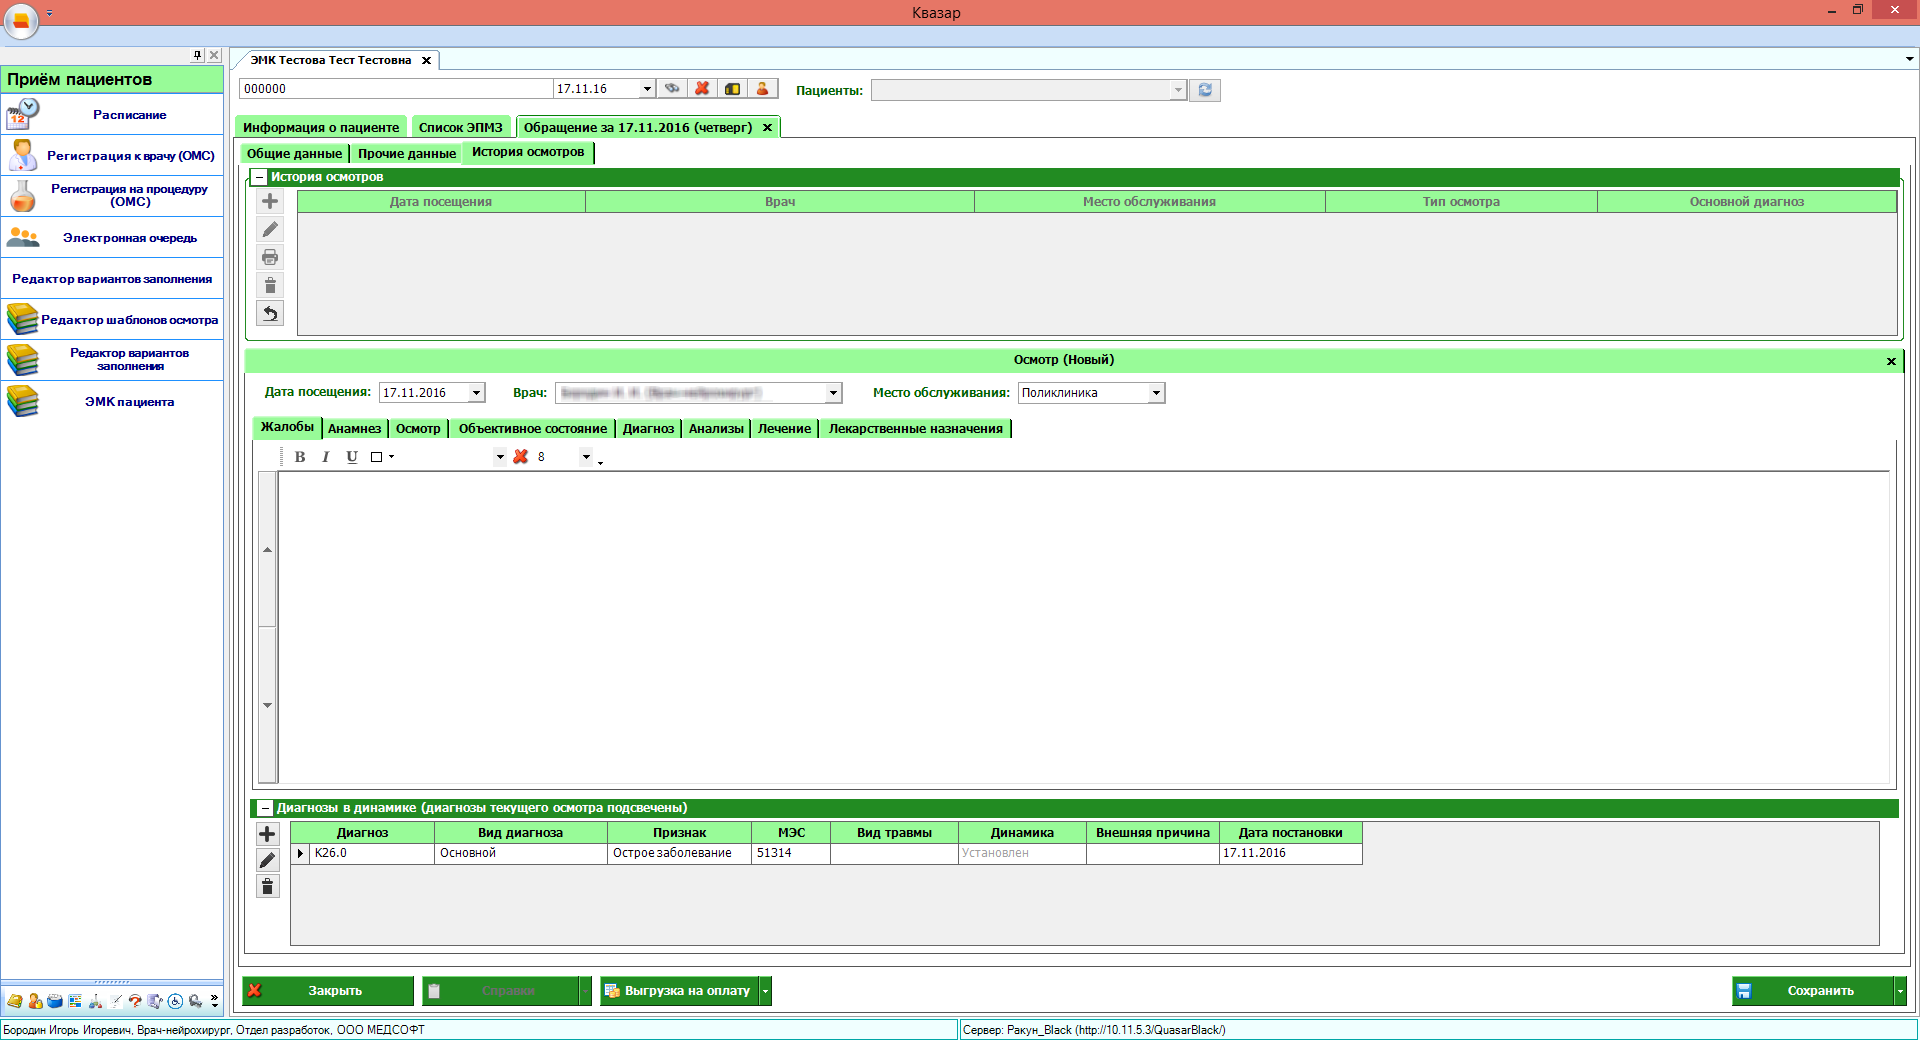 Квазар
Приём пациентов
12
Расписание
Регистрация к врачу (ОМС)
Регистрация на процедуру
(ОМС)
Электронная очередь
Редактор вариантов заполнения
Редактор шаблонов осмотра
Редактор вариантов
заполнения
ЭМК пациента
ЭМК Тестова Тест Тестовна
000000 17.11.16 Пациенты:
Информация о пациенте Список ЭПМЗ Обращение за 17.11.2016 (четверг)
Общие данные Прочие данные История осмотров
История осмотров
Дата посещения Врач Место обслуживания Тип осмотра Основной диагноз
Осмотр (Новый)
Дата посещения: 17.11.2016 Врач: Место обслуживания: Поликлиника
Жалобы Анамнез Осмотр Объективное состояние Диагноз Анализы Лечение Лекарственные назначения
B I U 8
Диагнозы в динамике (диагнозы текущего осмотра подсвечены)
Диагноз Вид диагноза Признак МЭС Вид травмы Динамика Внешняя причина Дата постановки
K26.0 Основной Острое заболевание 51314 Установлен 17.11.2016
Закрыть Справки Выгрузка на оплату Сохранить
Бородин Игорь Игоревич, Врач-нейрохирург, Отдел разработок, ООО МЕДСОФТ
Сервер: Ракун_Black (http://10.11.5.3/QuasarBlack/)